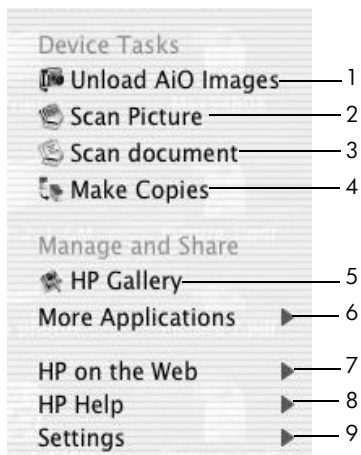 Device Tasks
Unload AiO Images 1
Scan Picture 2
Scan document 3
Make Copies 4
Manage and Share
HP Gallery 5
More Applications 6
HP on the Web 7
HP Help 8
Settings 9